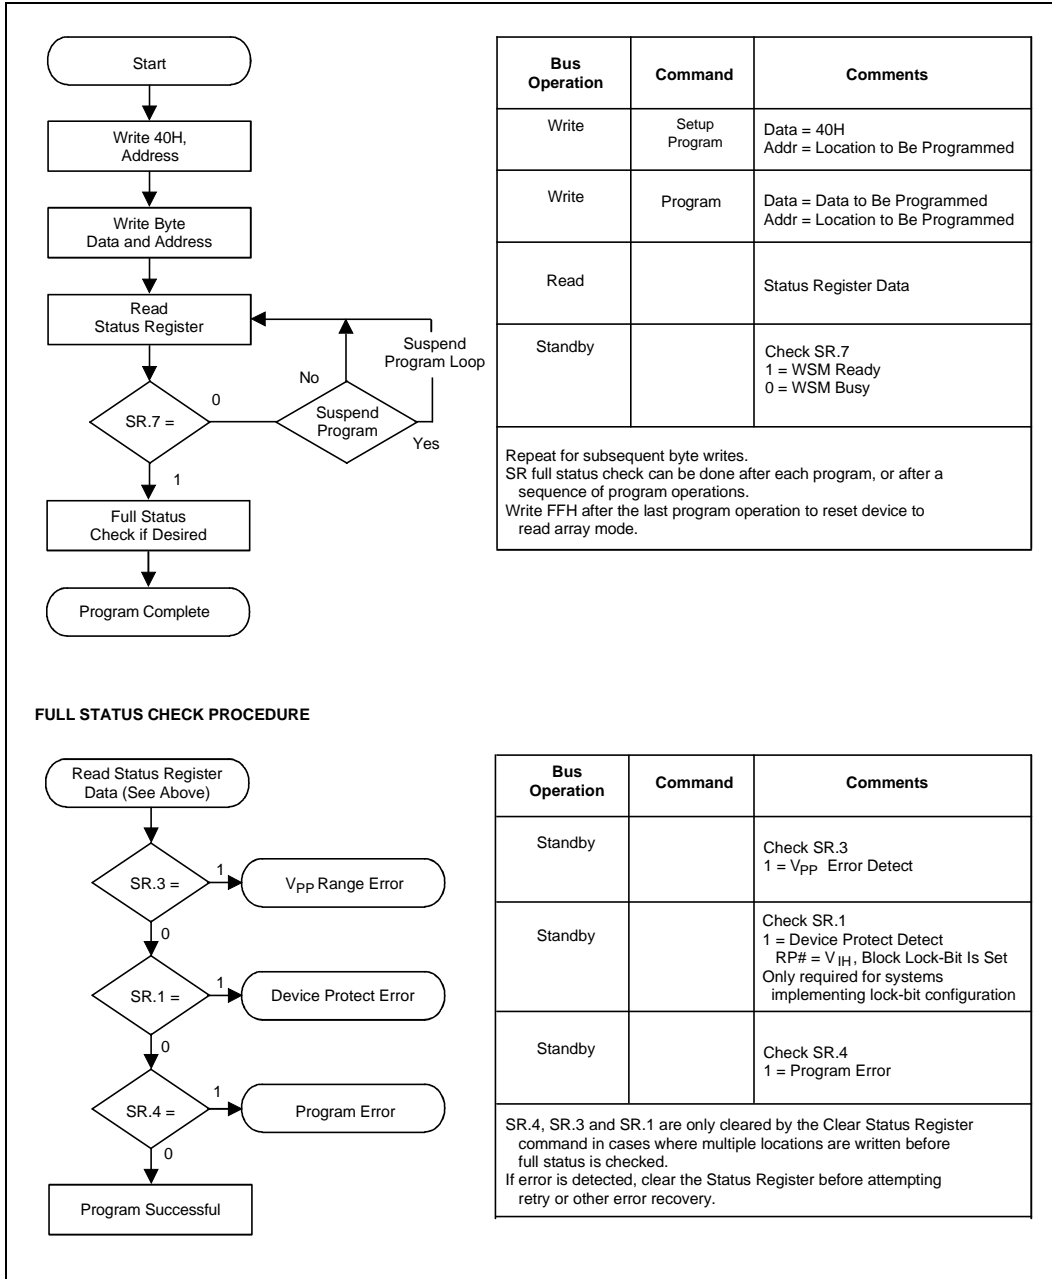 Start
Write 40H,
Address
Write Byte
Data and Address
Read
Status Register
Suspend
Program Loop
No
0
SR.7 =
Suspend
Program
Yes
1
Full Status
Check if Desired
Program Complete
Bus
Operation
Command
Comments
Write
Setup
Program
Data = 40H
Addr = Location to Be Programmed
Write
Program
Data = Data to Be Programmed
Addr = Location to Be Programmed
Read
Status Register Data
Standby
Check SR.7
1 = WSM Ready
0 = WSM Busy
Repeat for subsequent byte writes.
SR full status check can be done after each program, or after a
sequence of program operations.
Write FFH after the last program operation to reset device to
read array mode.
FULL STATUS CHECK PROCEDURE
Read Status Register
Data (See Above)
SR.3 =
1
VPP Range Error
0
SR.1 =
1
Device Protect Error
0
SR.4 =
1
Program Error
0
Program Successful
Bus
Operation
Command
Comments
Standby
Check SR.3
1 = VPP Error Detect
Standby
Check SR.1
1 = Device Protect Detect
RP# = VIH, Block Lock-Bit Is Set
Only required for systems
implementing lock-bit configuration
Standby
Check SR.4
1 = Program Error
SR.4, SR.3 and SR.1 are only cleared by the Clear Status Register
command in cases where multiple locations are written before
full status is checked.
If error is detected, clear the Status Register before attempting
retry or other error recovery.